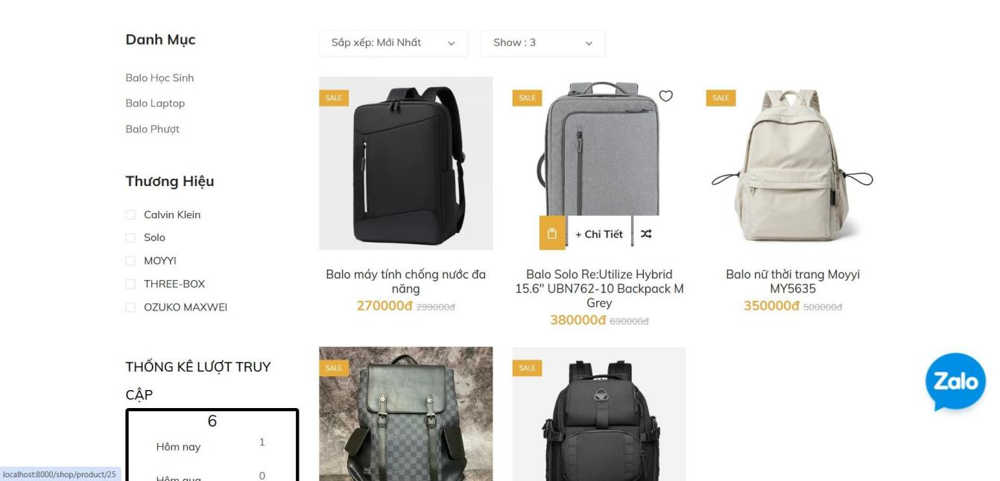 Danh Mục
Balo Học Sinh
Balo Laptop
Balo Phượt
Thương Hiệu
Calvin Klein
Solo
MOYYI
THREE-BOX
OZUKO MAXWEI
THỐNG KÊ LƯỢT TRUY
CẬP
6
Hôm nay 1
Hôm qua 0
Sắp xếp: Mới Nhất
Show : 3
SALE
Balo máy tính chống nước đa
năng
270000đ 299000đ
SALE
+ Chi Tiết
Balo Solo Re:Utilize Hybrid
15.6" UBN762-10 Backpack M
Grey
380000đ 690000đ
SALE
Balo nữ thời trang Moyyi
MY5635
350000đ 500000đ
SALE
SALE
Zalo
localhost:8000/shop/product/25